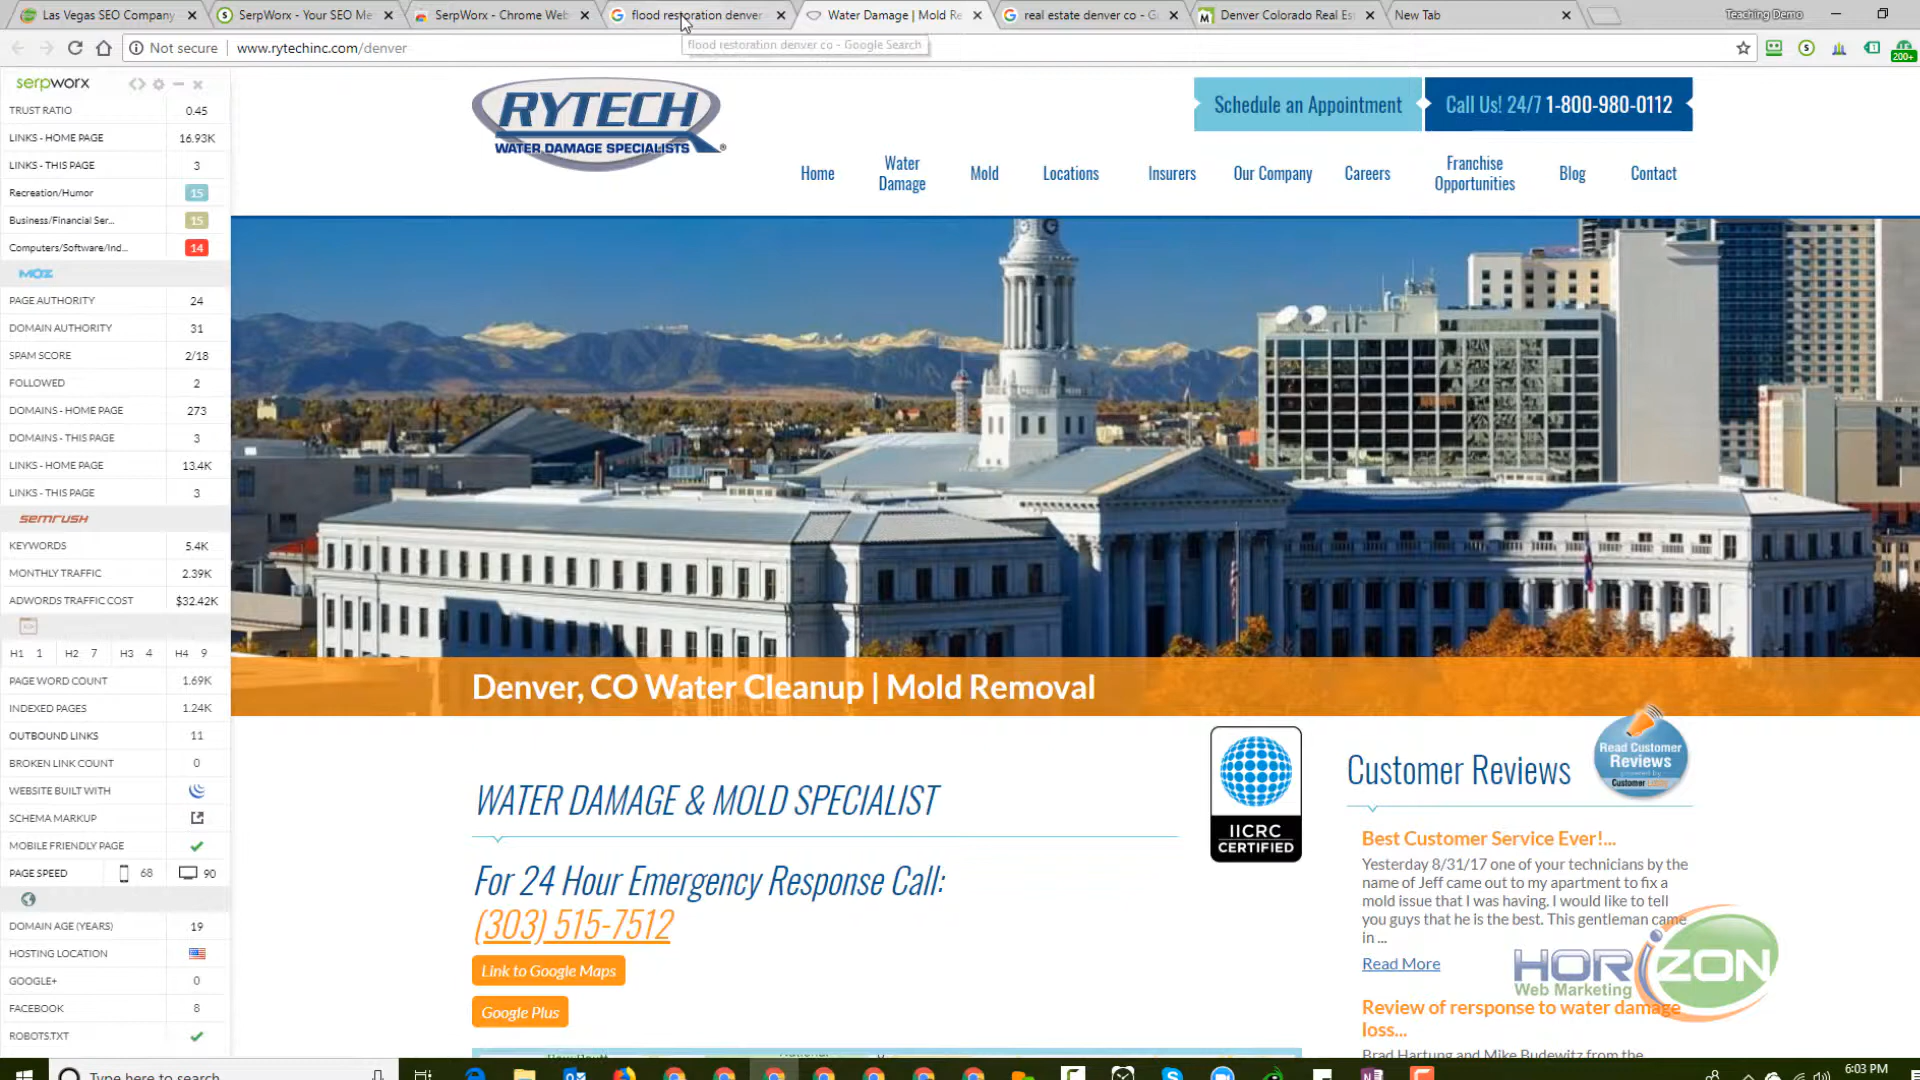 Las Vegas SEO Company
SerpWorx - Your SEO Me
SerpWorx - Chrome Web
flood restoration denver
Water Damage | Mold Re
real estate denver co - G
Denver Colorado Real Es
New Tab
Teaching Demo
Not secure
www.rytechinc.com/denver
flood restoration denver co - Google Search
200+
serpworx
TRUST RATIO 0.45
LINKS - HOME PAGE 16.93K
LINKS - THIS PAGE 3
Recreation/Humor 15
Business/Financial Ser... 15
Computers/Software/Ind... 14
MOZ
PAGE AUTHORITY 24
DOMAIN AUTHORITY 31
SPAM SCORE 2/18
FOLLOWED 2
DOMAINS - HOME PAGE 273
DOMAINS - THIS PAGE 3
LINKS - HOME PAGE 13.4K
LINKS - THIS PAGE 3
semrush
KEYWORDS 5.4K
MONTHLY TRAFFIC 2.39K
ADWORDS TRAFFIC COST $32.42K
H1 1 H2 7 H3 4 H4 9
PAGE WORD COUNT 1.69K
INDEXED PAGES 1.24K
OUTBOUND LINKS 11
BROKEN LINK COUNT 0
WEBSITE BUILT WITH
SCHEMA MARKUP
MOBILE FRIENDLY PAGE
PAGE SPEED 68 90
DOMAIN AGE (YEARS) 19
HOSTING LOCATION
GOOGLE+ 0
FACEBOOK 8
ROBOTS.TXT
RYTECH
WATER DAMAGE SPECIALISTS
Schedule an Appointment
Call Us! 24/7 1-800-980-0112
Home
Water Damage
Mold
Locations
Insurers
Our Company
Careers
Franchise Opportunities
Blog
Contact
Denver, CO Water Cleanup | Mold Removal
WATER DAMAGE & MOLD SPECIALIST
For 24 Hour Emergency Response Call:
(303) 515-7512
Link to Google Maps
Google Plus
IICRC
CERTIFIED
Customer Reviews
Read Customer
Reviews
powered by
Customer
Best Customer Service Ever!...
Yesterday 8/31/17 one of your technicians by the
name of Jeff came out to my apartment to fix a
mold issue that I was having. I would like to tell
you guys that he is the best. This gentleman came
in ...
Read More
HORIZON
Web Marketing
Review of rersponse to water damage
loss...
Brad Hartung and Mike Budewitz from the
Type here to search
6:03 PM